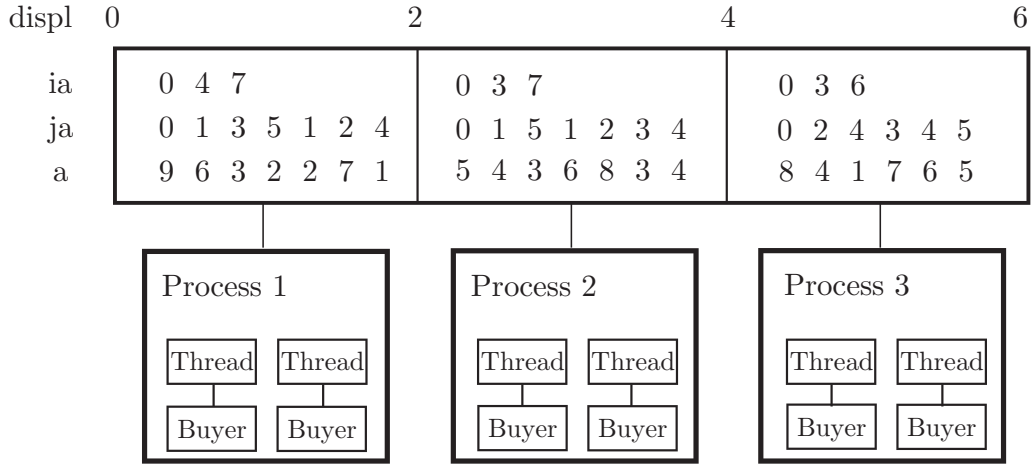 displ 0 2 4 6
ia 0 4 7 0 3 7 0 3 6
ja 0 1 3 5 1 2 4 0 1 5 1 2 3 4 0 2 4 3 4 5
a 9 6 3 2 2 7 1 5 4 3 6 8 3 4 8 4 1 7 6 5
Process 1 Process 2 Process 3
Thread Thread Thread Thread Thread Thread
Buyer Buyer Buyer Buyer Buyer Buyer